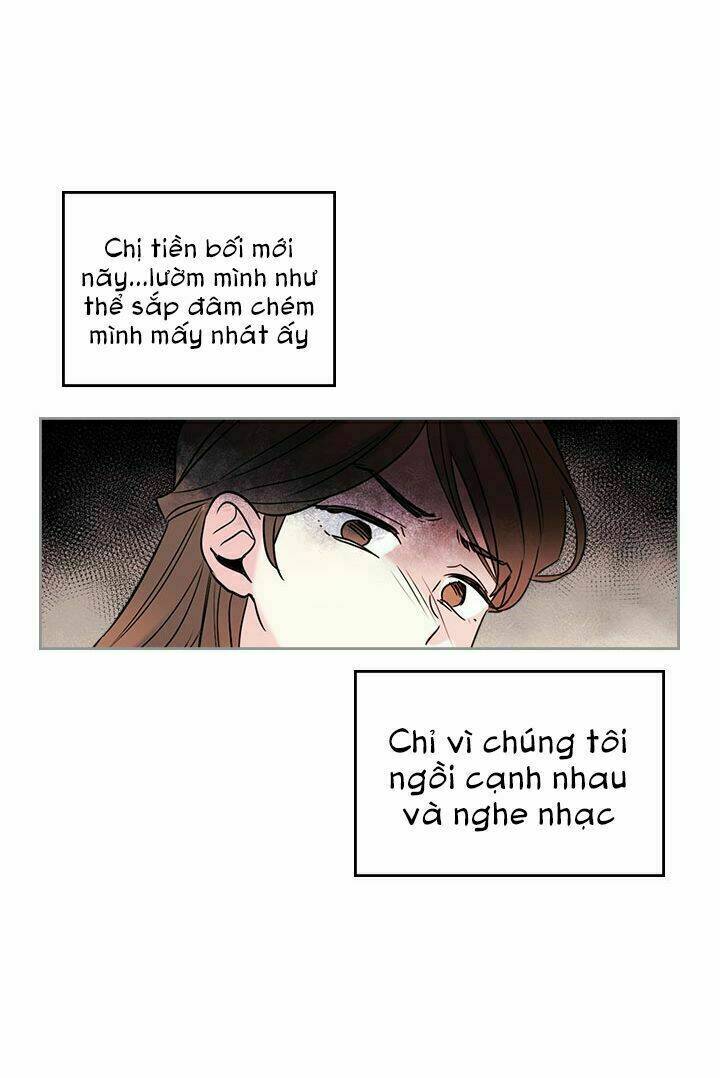 Chị tiền bối mới
nãy...lườm mình như
thể sắp đâm chém
mình mấy nhát ấy
Chỉ vì chúng tôi
ngồi cạnh nhau
và nghe nhạc